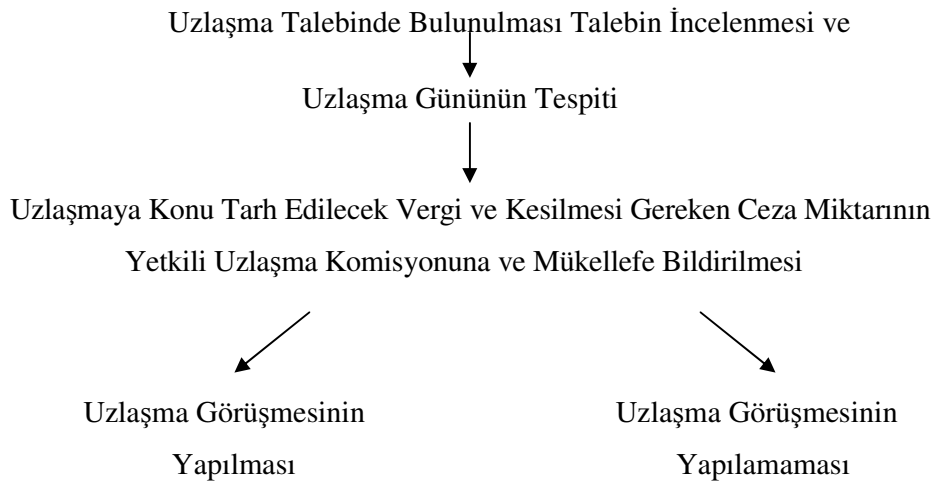 Uzlaşma Talebinde Bulunulması Talebin İncelenmesi ve
Uzlaşma Gününün Tespiti
Uzlaşmaya Konu Tarh Edilecek Vergi ve Kesilmesi Gereken Ceza Miktarının
Yetkili Uzlaşma Komisyonuna ve Mükellefe Bildirilmesi
Uzlaşma Görüşmesinin
Yapılması
Uzlaşma Görüşmesinin
Yapılamaması